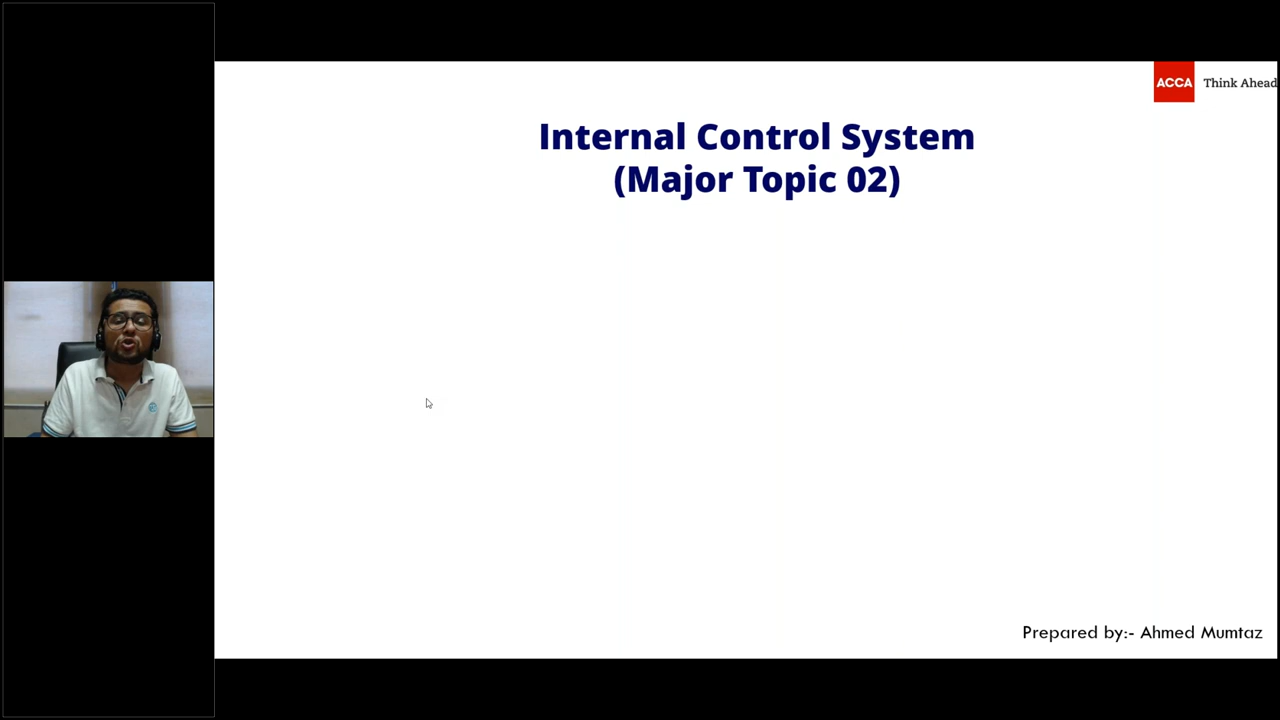 ACCA Think Ahead
Internal Control System
(Major Topic 02)
Prepared by:- Ahmed Mumtaz